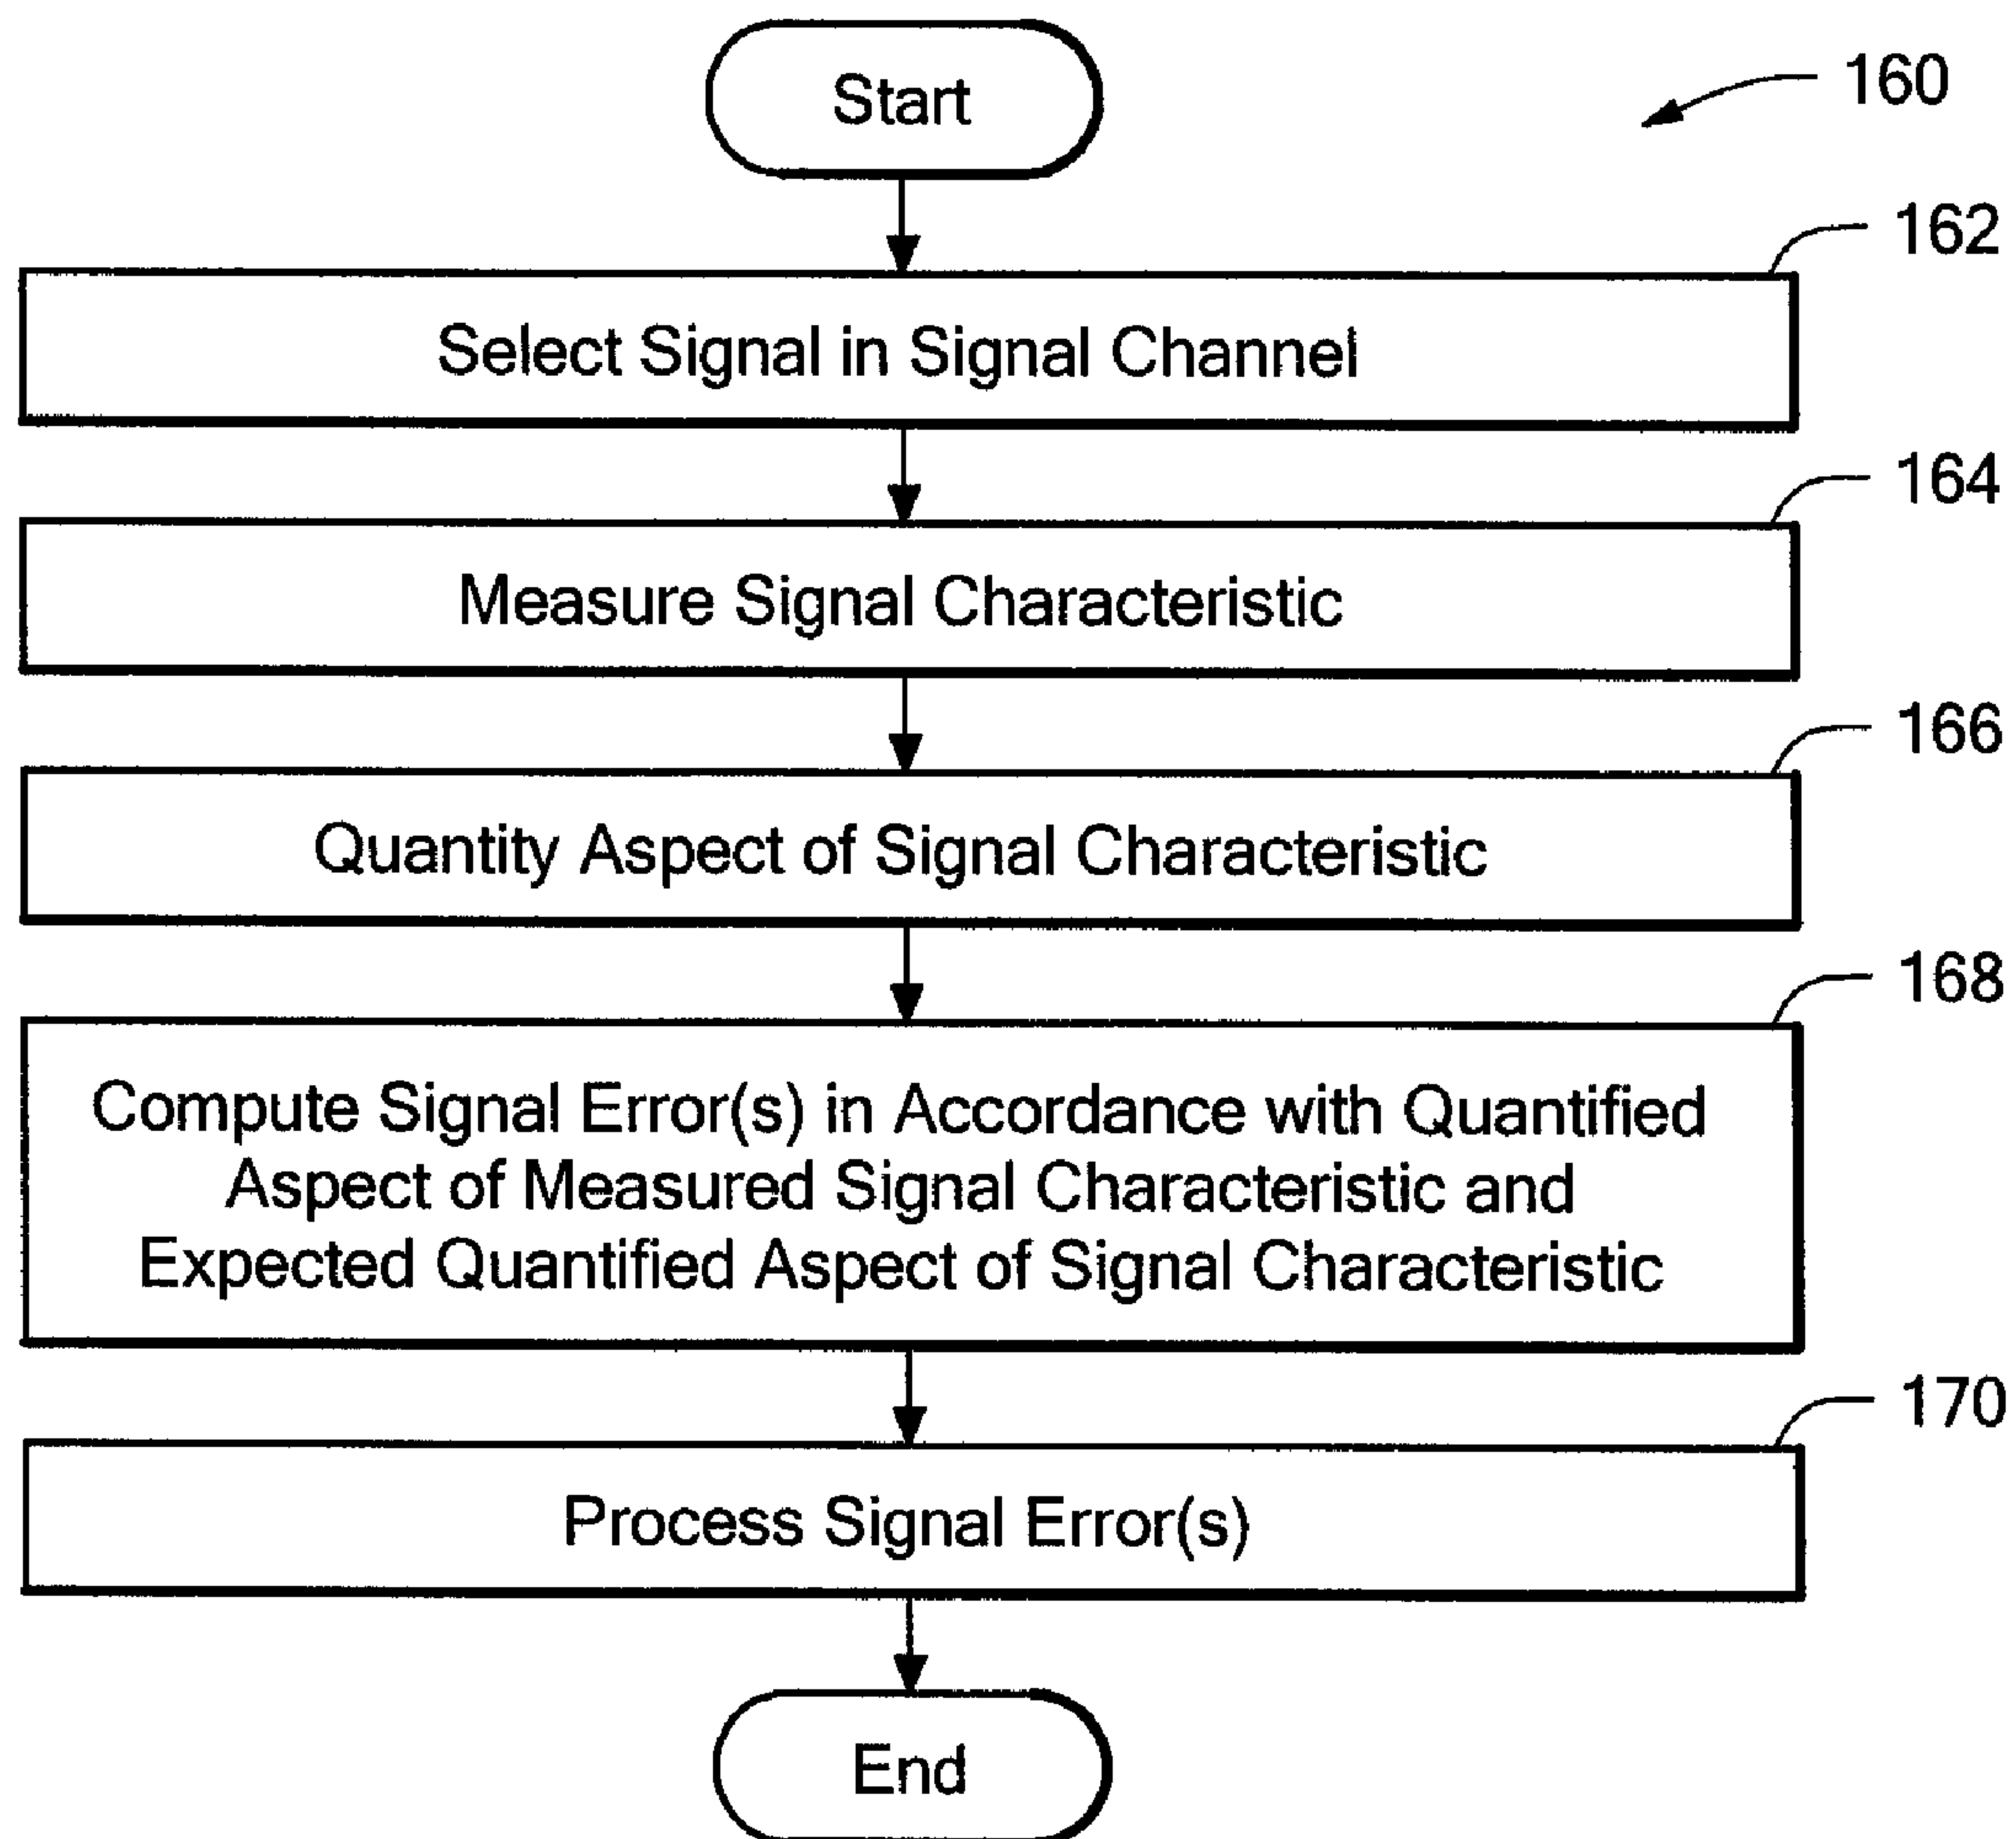 Start
160
162
Select Signal in Signal Channel
164
Measure Signal Characteristic
166
Quantity Aspect of Signal Characteristic
168
Compute Signal Error(s) in Accordance with Quantified
Aspect of Measured Signal Characteristic and
Expected Quantified Aspect of Signal Characteristic
170
Process Signal Error(s)
End